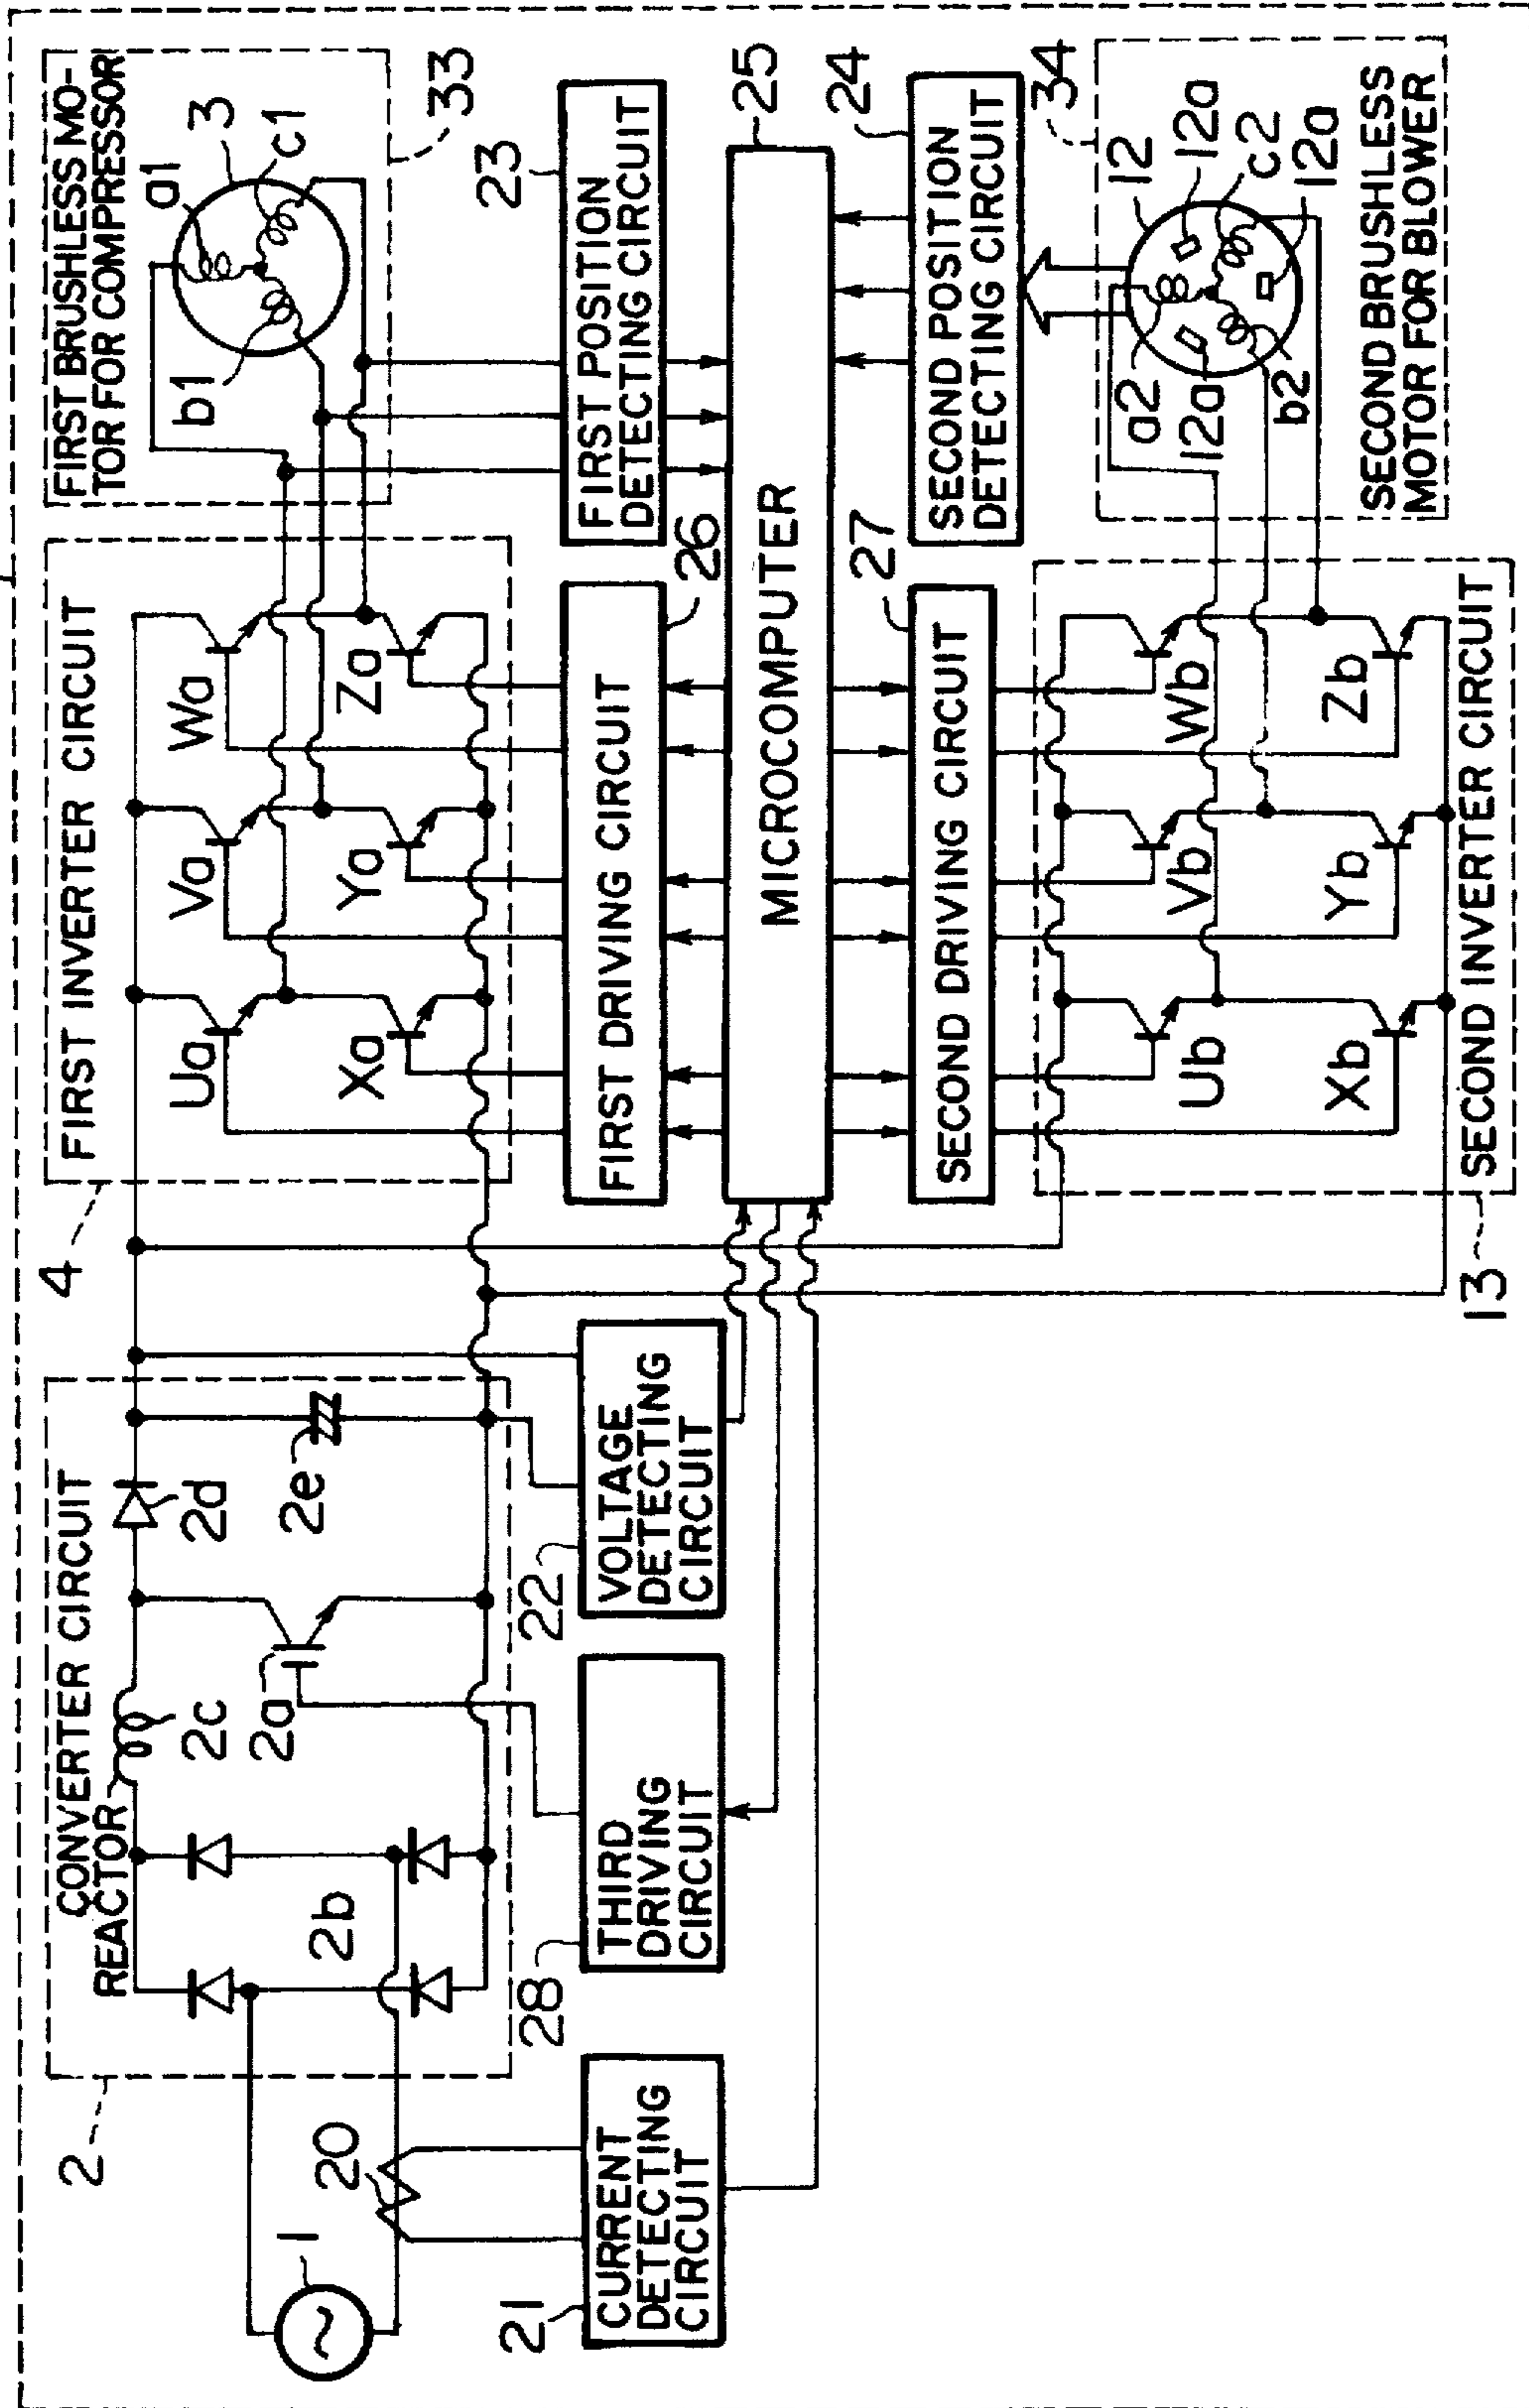 FIRST BRUSHLESS MO-
TOR FOR COMPRESSOR
a1
3
c1
b1
33
FIRST INVERTER CIRCUIT
Ua
Va
Wa
Xa
Ya
Za
4
CONVERTER CIRCUIT
REACTOR
2c
2d
2a
2e
2b
2
1
20
21
CURRENT
DETECTING
CIRCUIT
28
THIRD
DRIVING
CIRCUIT
22
VOLTAGE
DETECTING
CIRCUIT
FIRST DRIVING CIRCUIT
26
FIRST POSITION
DETECTING CIRCUIT
23
MICROCOMPUTER
25
SECOND DRIVING CIRCUIT
27
SECOND POSITION
DETECTING CIRCUIT
24
Ub
Vb
Wb
Xb
Yb
Zb
SECOND INVERTER CIRCUIT
13
34
12
12a
c2
12a
a2
12a
b2
SECOND BRUSHLESS
MOTOR FOR BLOWER